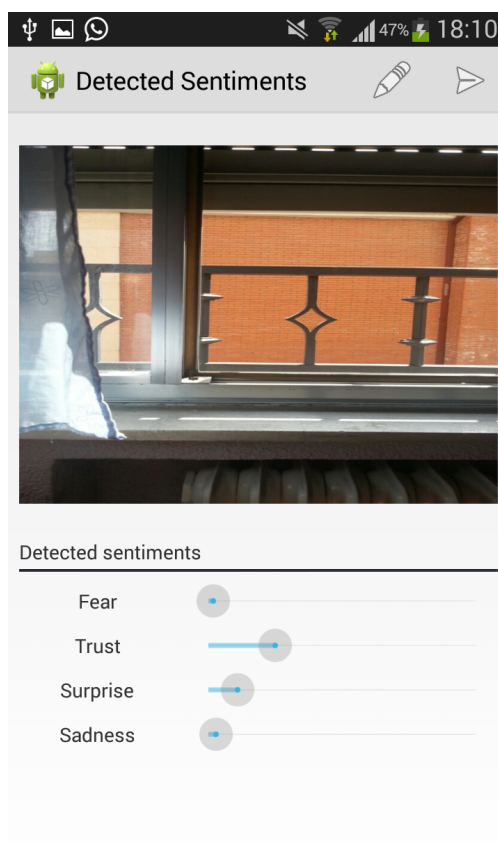 47% 18:10
Detected Sentiments
Detected sentiments
Fear
Trust
Surprise
Sadness